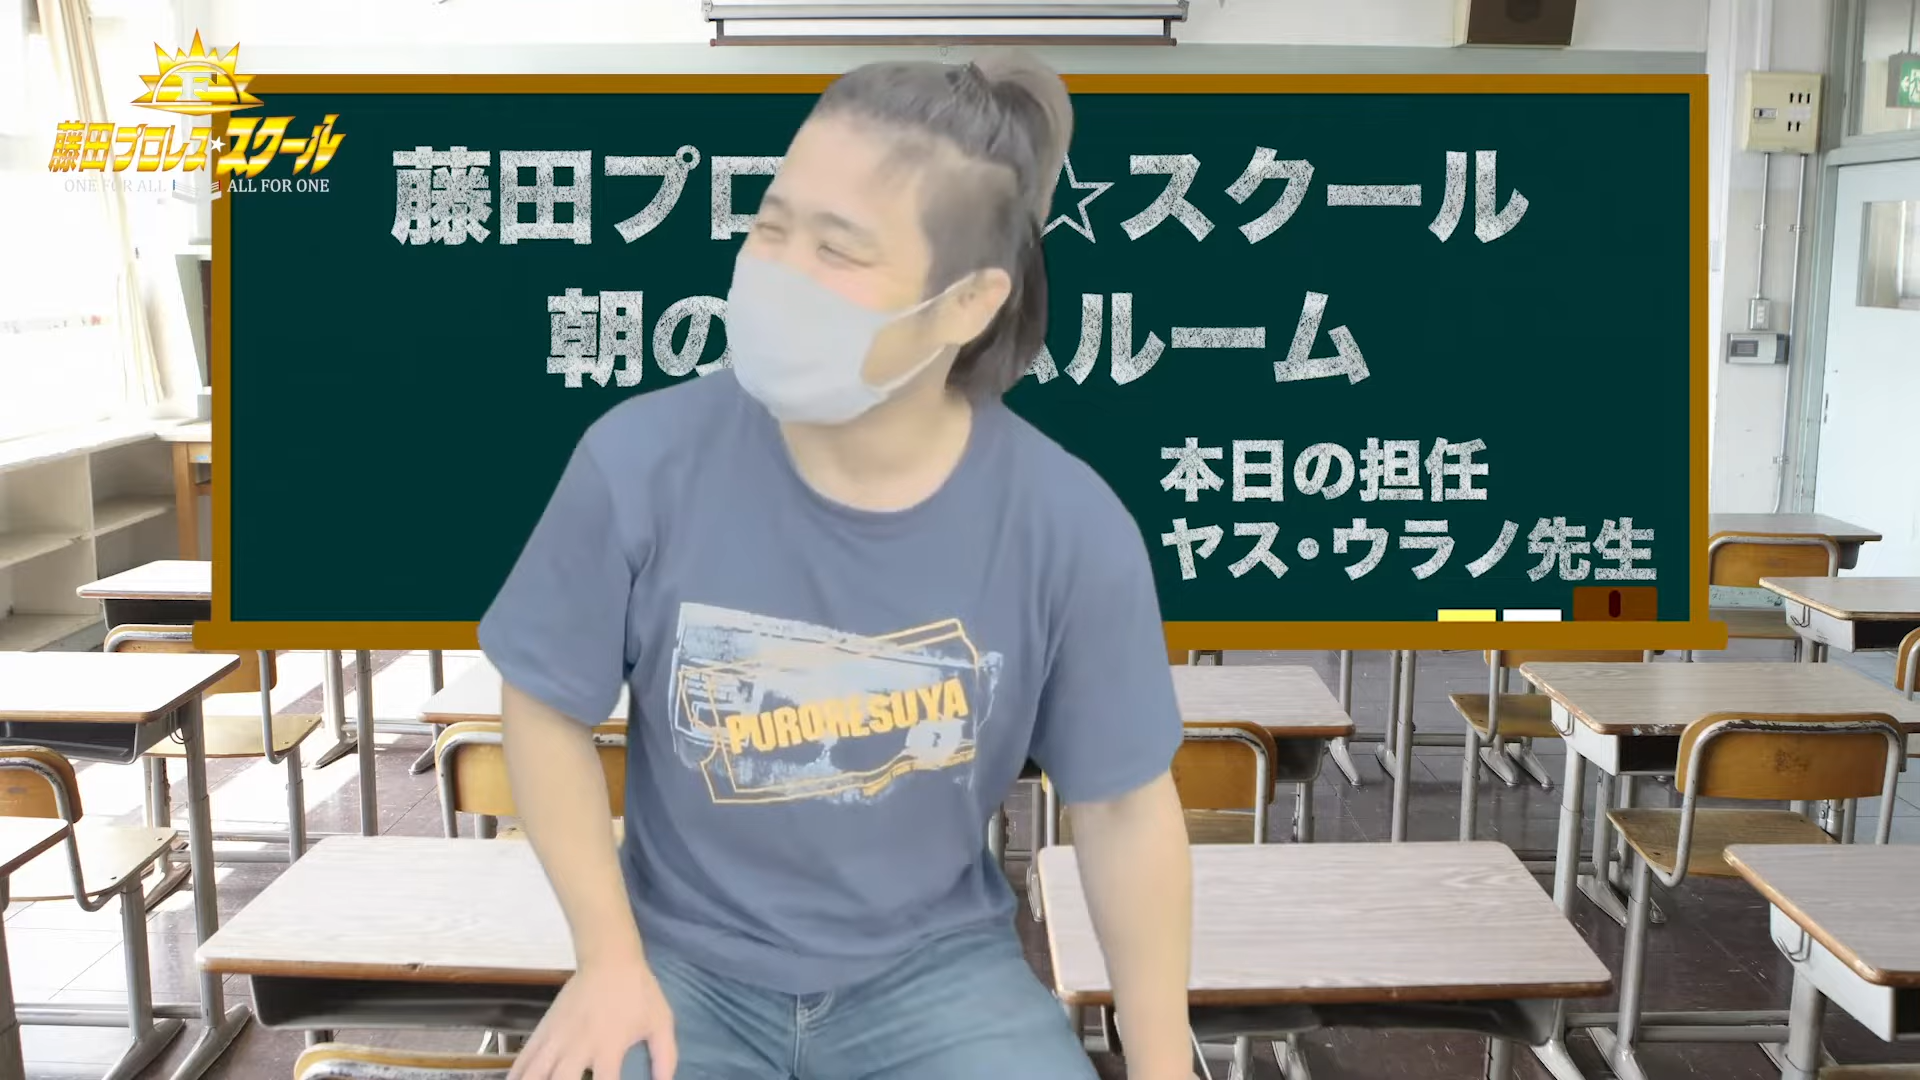 藤田プロレス★スクール
ONE FOR ALL
ALL FOR ONE
藤田プロ ☆スクール
朝の ムルーム
本日の担任
ヤス・ウラノ先生
PURORESUYA